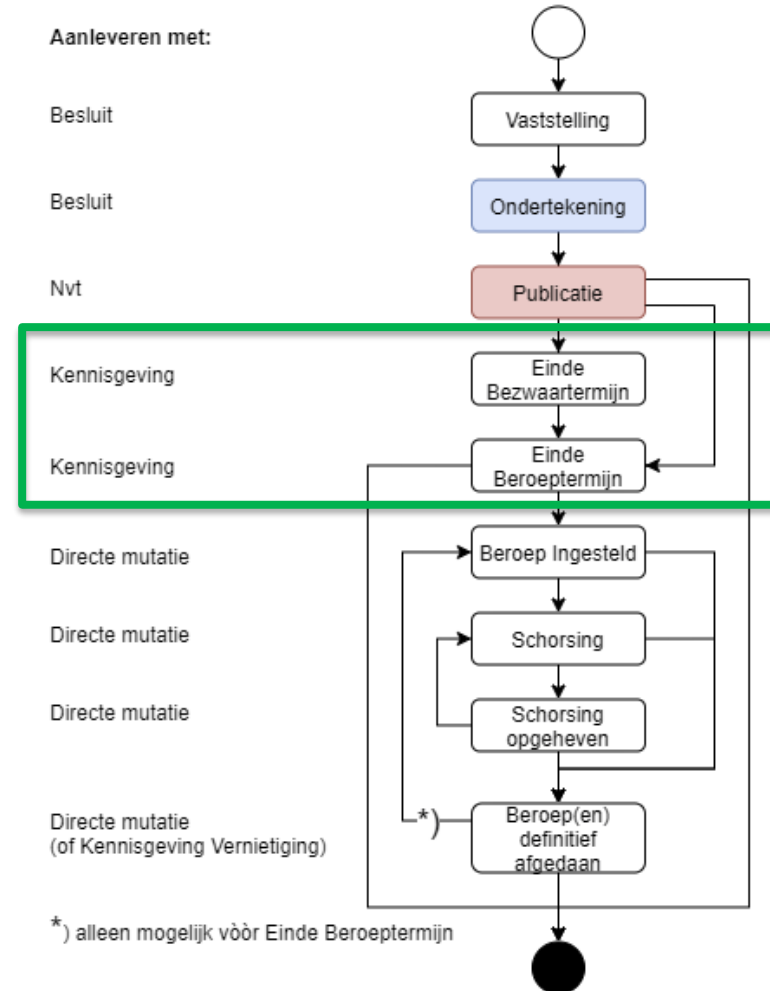 Aanleveren met:
Besluit
Vaststelling
Besluit
Ondertekening
Nvt
Publicatie
Kennisgeving
Einde
Bezwaartermijn
Kennisgeving
Einde
Beroeptermijn
Directe mutatie
Beroep Ingesteld
Directe mutatie
Schorsing
Directe mutatie
Schorsing
opgeheven
Directe mutatie
(of Kennisgeving Vernietiging)
*)
Beroep(en)
definitief
afgedaan
*) alleen mogelijk vòòr Einde Beroeptermijn